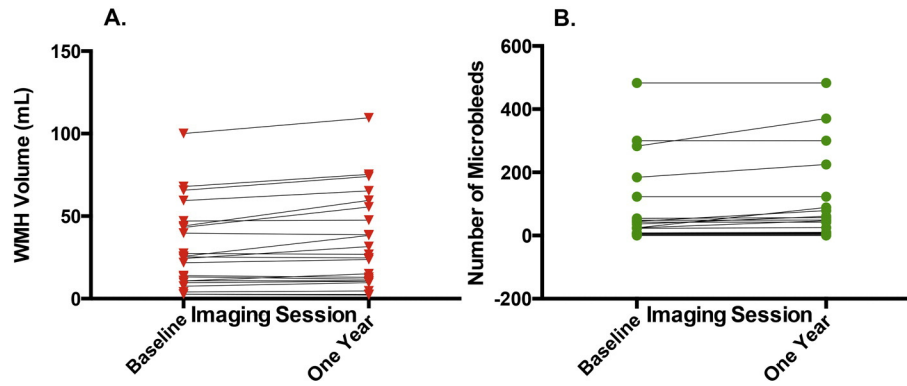 A.
WMH Volume (mL)
150
100
50
0
Imaging Session
Baseline
One Year
B.
Number of Microbleeds
600
400
200
0
-200
Imaging Session
Baseline
One Year